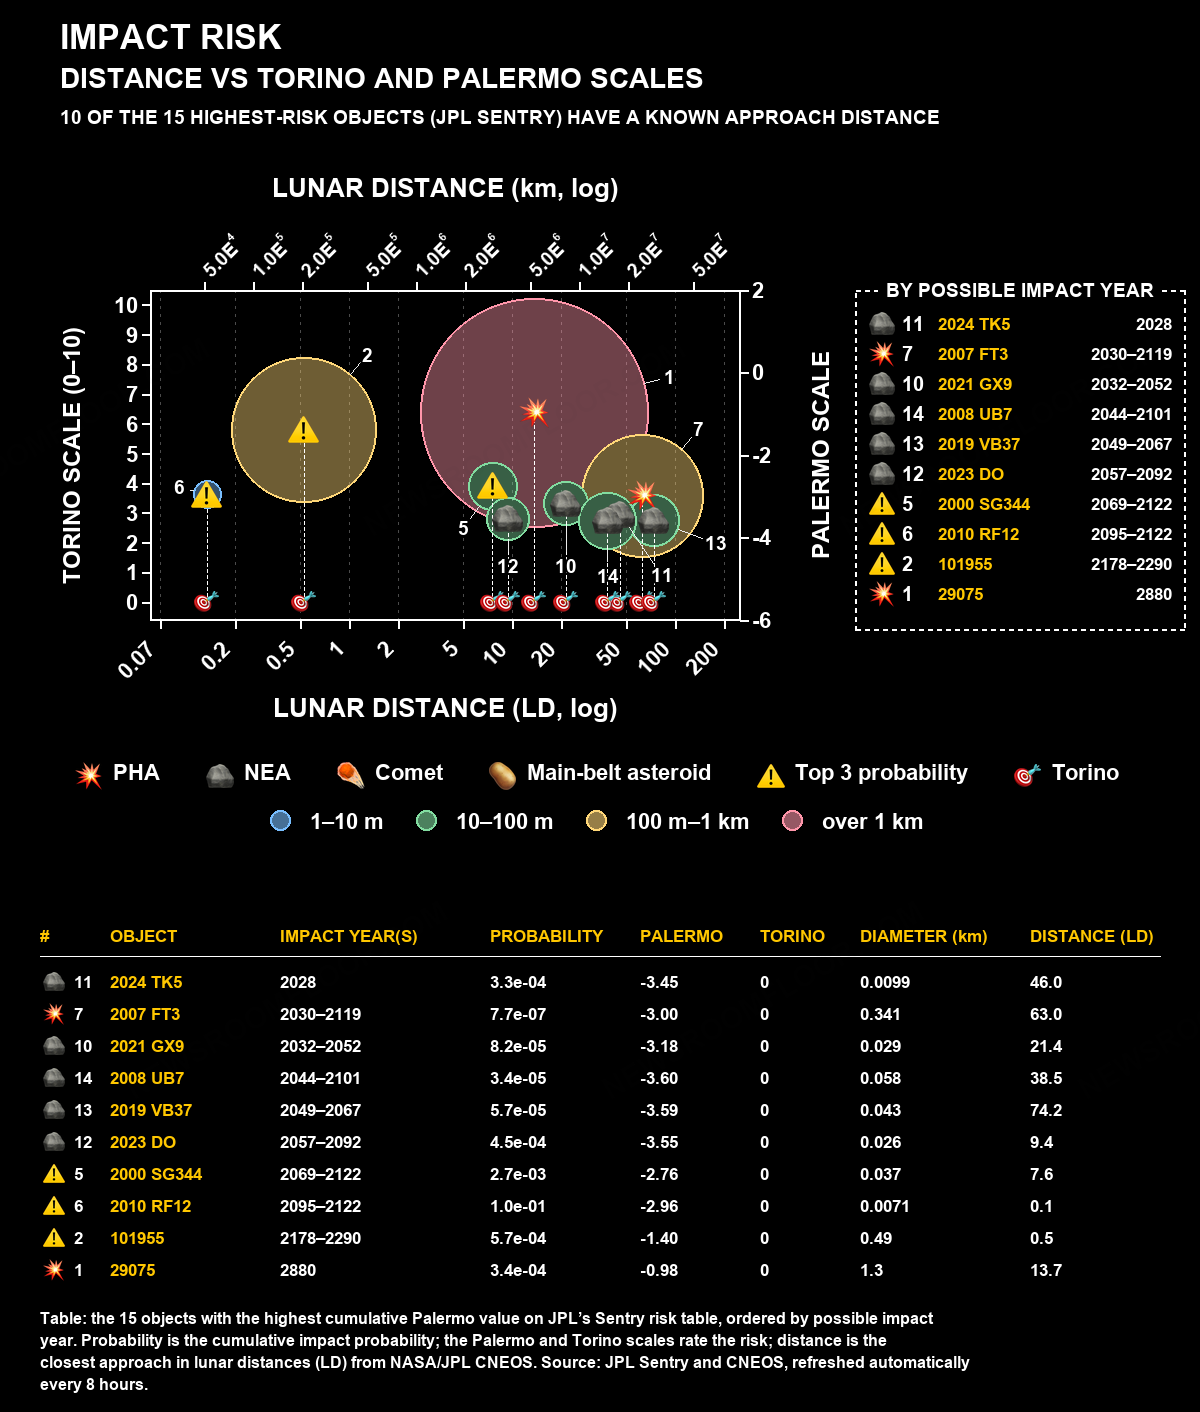 IMPACT RISK
DISTANCE VS TORINO AND PALERMO SCALES
10 OF THE 15 HIGHEST-RISK OBJECTS (JPL SENTRY) HAVE A KNOWN APPROACH DISTANCE
LUNAR DISTANCE (km, log)
5.0E⁴ 1.0E⁵ 2.0E⁵ 5.0E⁵ 1.0E⁶ 2.0E⁶ 5.0E⁶ 1.0E⁷ 2.0E⁷ 5.0E⁷
TORINO SCALE (0–10)
10
9
8
7
6
5
4
3
2
1
0
2
1
7
6
5
12
10
14
11
13
2
0
-2
-4
-6
PALERMO SCALE
0.07 0.2 0.5 1 2 5 10 20 50 100 200
LUNAR DISTANCE (LD, log)
BY POSSIBLE IMPACT YEAR
11 2024 TK5 2028
7 2007 FT3 2030–2119
10 2021 GX9 2032–2052
14 2008 UB7 2044–2101
13 2019 VB37 2049–2067
12 2023 DO 2057–2092
5 2000 SG344 2069–2122
6 2010 RF12 2095–2122
2 101955 2178–2290
1 29075 2880
PHA NEA Comet Main-belt asteroid Top 3 probability Torino
1–10 m 10–100 m 100 m–1 km over 1 km
# OBJECT IMPACT YEAR(S) PROBABILITY PALERMO TORINO DIAMETER (km) DISTANCE (LD)
11 2024 TK5 2028 3.3e-04 -3.45 0 0.0099 46.0
7 2007 FT3 2030–2119 7.7e-07 -3.00 0 0.341 63.0
10 2021 GX9 2032–2052 8.2e-05 -3.18 0 0.029 21.4
14 2008 UB7 2044–2101 3.4e-05 -3.60 0 0.058 38.5
13 2019 VB37 2049–2067 5.7e-05 -3.59 0 0.043 74.2
12 2023 DO 2057–2092 4.5e-04 -3.55 0 0.026 9.4
5 2000 SG344 2069–2122 2.7e-03 -2.76 0 0.037 7.6
6 2010 RF12 2095–2122 1.0e-01 -2.96 0 0.0071 0.1
2 101955 2178–2290 5.7e-04 -1.40 0 0.49 0.5
1 29075 2880 3.4e-04 -0.98 0 1.3 13.7
Table: the 15 objects with the highest cumulative Palermo value on JPL's Sentry risk table, ordered by possible impact
year. Probability is the cumulative impact probability; the Palermo and Torino scales rate the risk; distance is the
closest approach in lunar distances (LD) from NASA/JPL CNEOS. Source: JPL Sentry and CNEOS, refreshed automatically
every 8 hours.